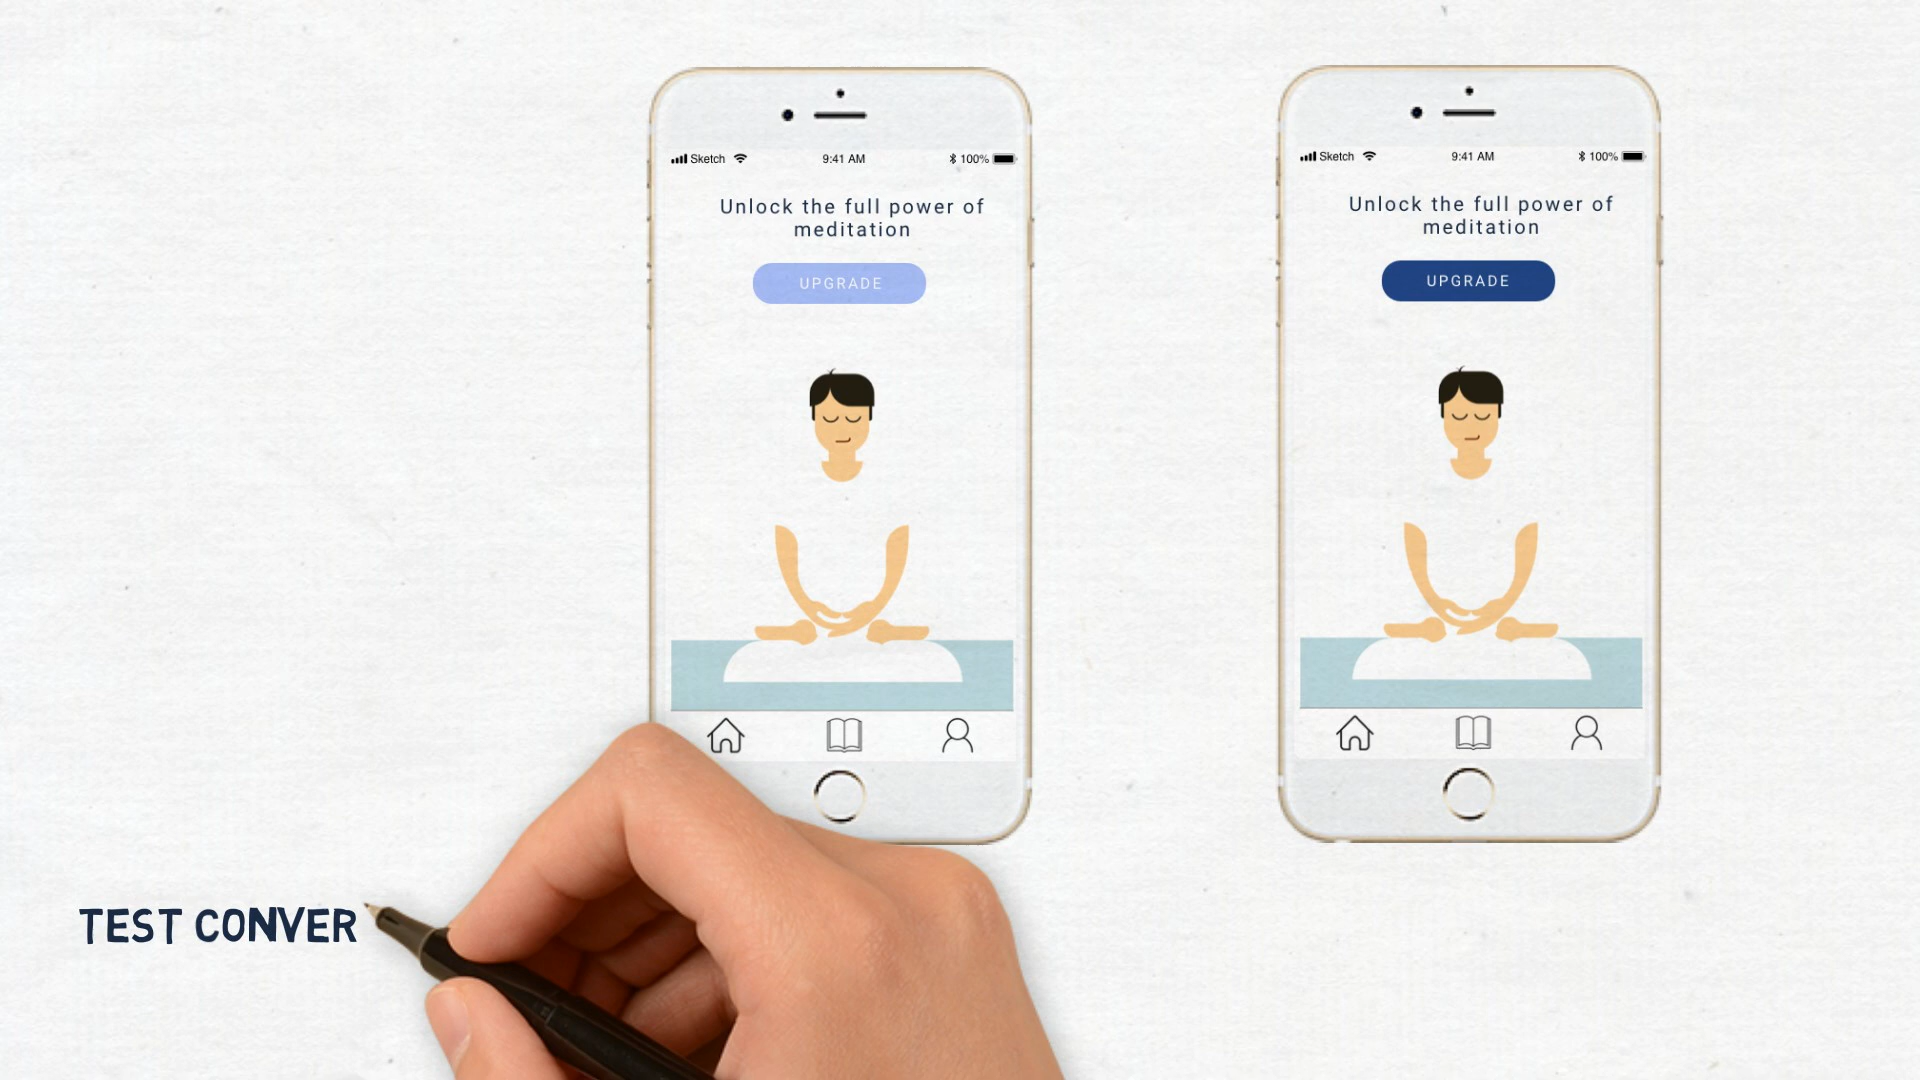 Sketch 9:41 AM 100%
Unlock the full power of
meditation
UPGRADE
Sketch 9:41 AM 100%
Unlock the full power of
meditation
UPGRADE
TEST CONVER